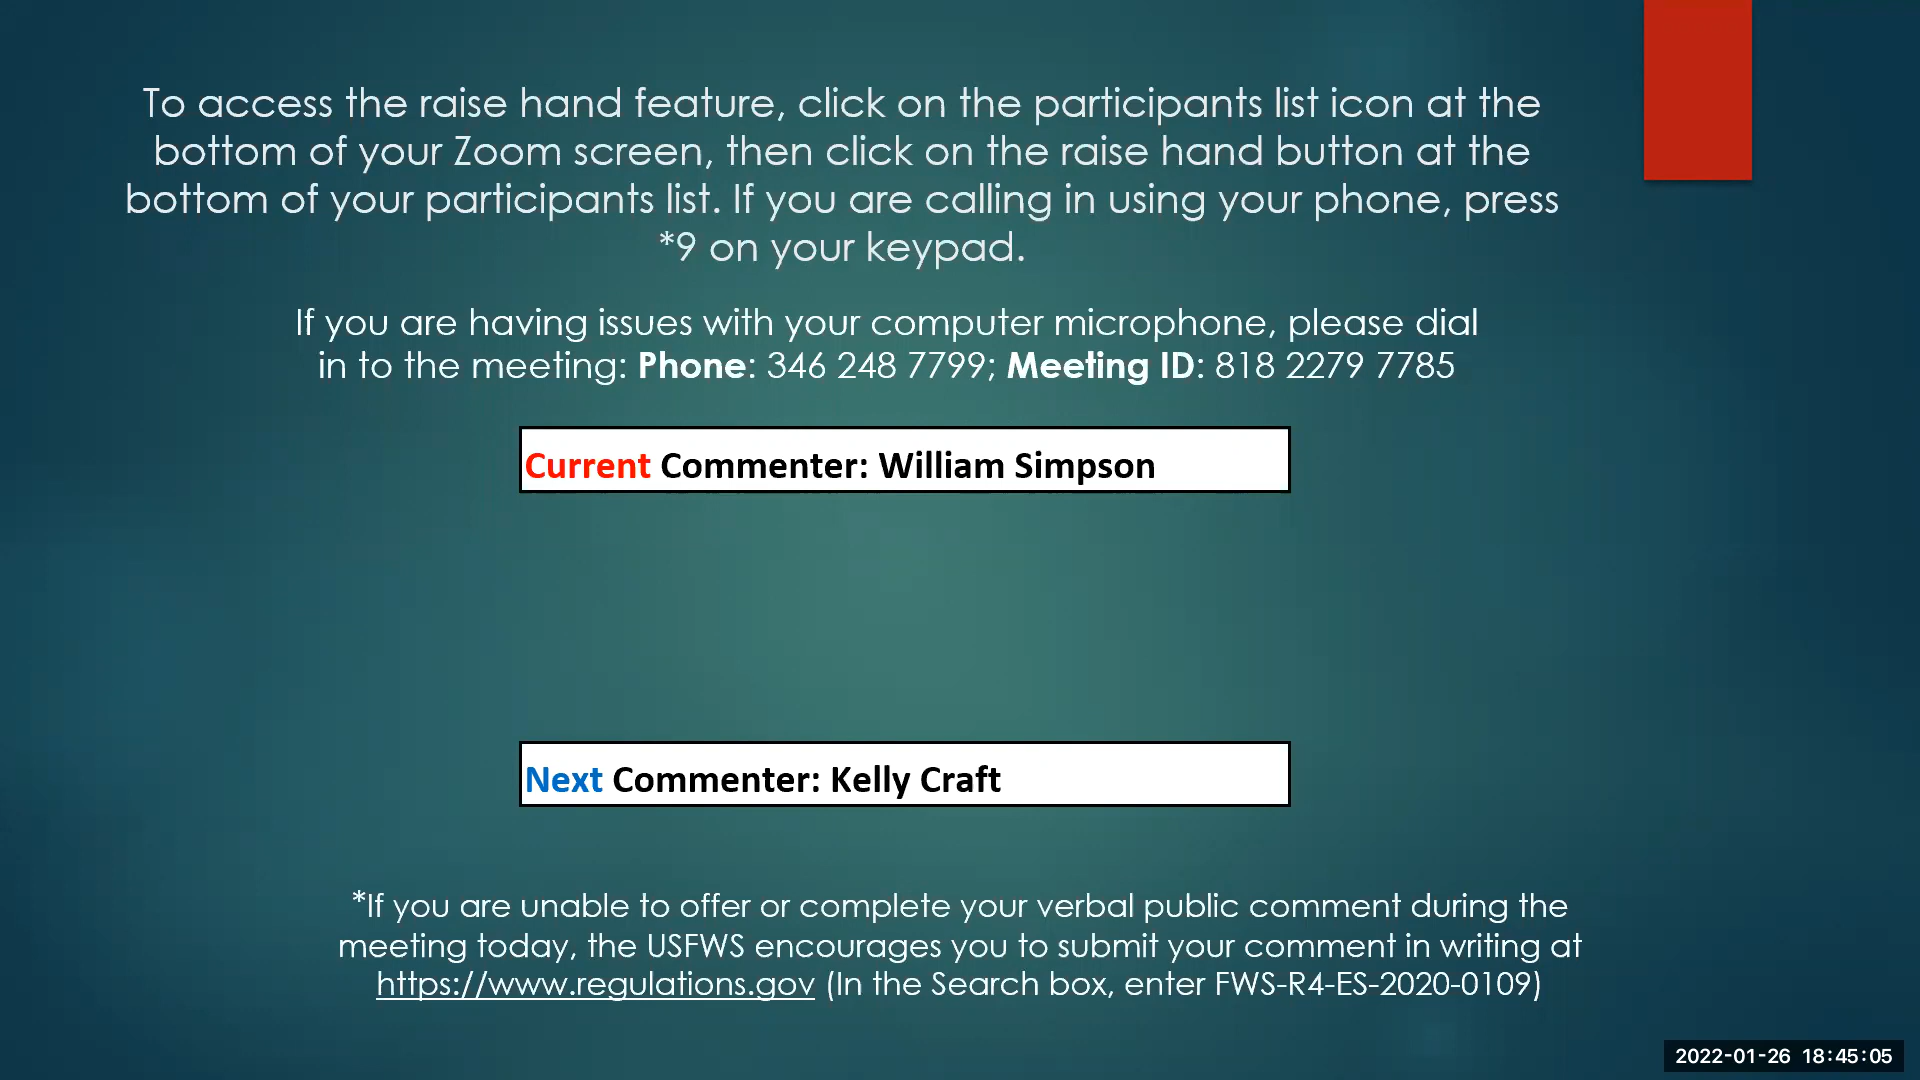 To access the raise hand feature, click on the participants list icon at the
bottom of your Zoom screen, then click on the raise hand button at the
bottom of your participants list. If you are calling in using your phone, press
*9 on your keypad.
If you are having issues with your computer microphone, please dial
in to the meeting: Phone: 346 248 7799; Meeting ID: 818 2279 7785
Current Commenter: William Simpson
Next Commenter: Kelly Craft
*If you are unable to offer or complete your verbal public comment during the
meeting today, the USFWS encourages you to submit your comment in writing at
https://www.regulations.gov (In the Search box, enter FWS-R4-ES-2020-0109)
2022-01-26 18:45:05